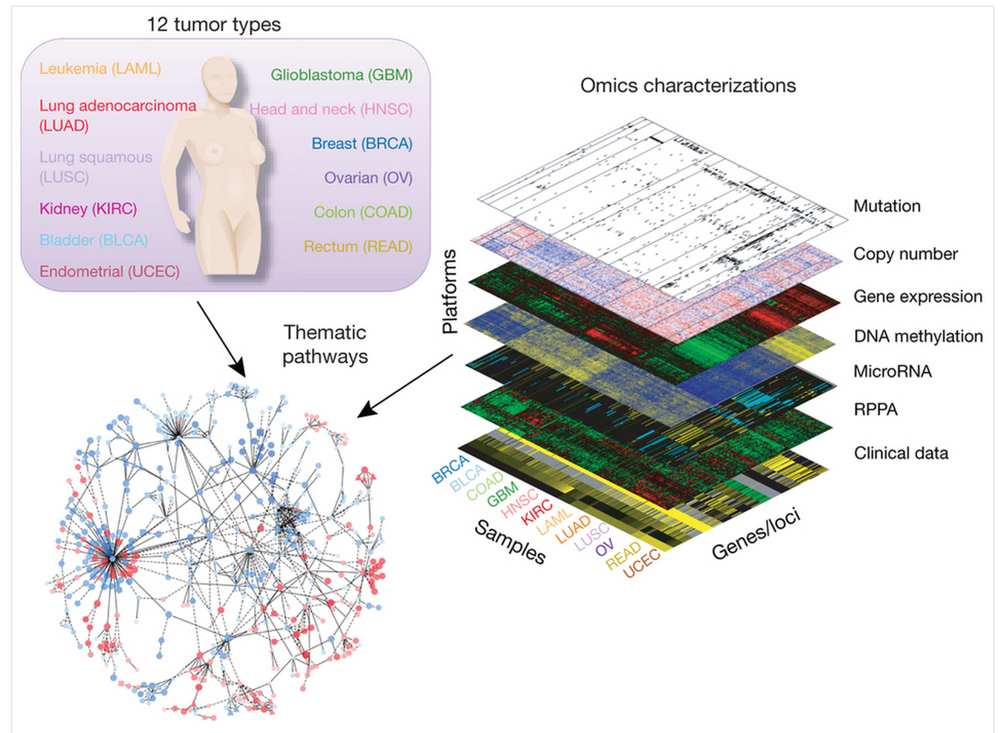 12 tumor types
Leukemia (LAML)
Lung adenocarcinoma
(LUAD)
Lung squamous
(LUSC)
Kidney (KIRC)
Bladder (BLCA)
Endometrial (UCEC)
Glioblastoma (GBM)
Head and neck (HNSC)
Breast (BRCA)
Ovarian (OV)
Colon (COAD)
Rectum (READ)
Thematic
pathways
Omics characterizations
Platforms
Mutation
Copy number
Gene expression
DNA methylation
MicroRNA
RPPA
Clinical data
BRCA
BLCA
COAD
GBM
HNSC
KIRC
LAML
LUAD
LUSC
OV
READ
UCEC
Samples
Genes/loci